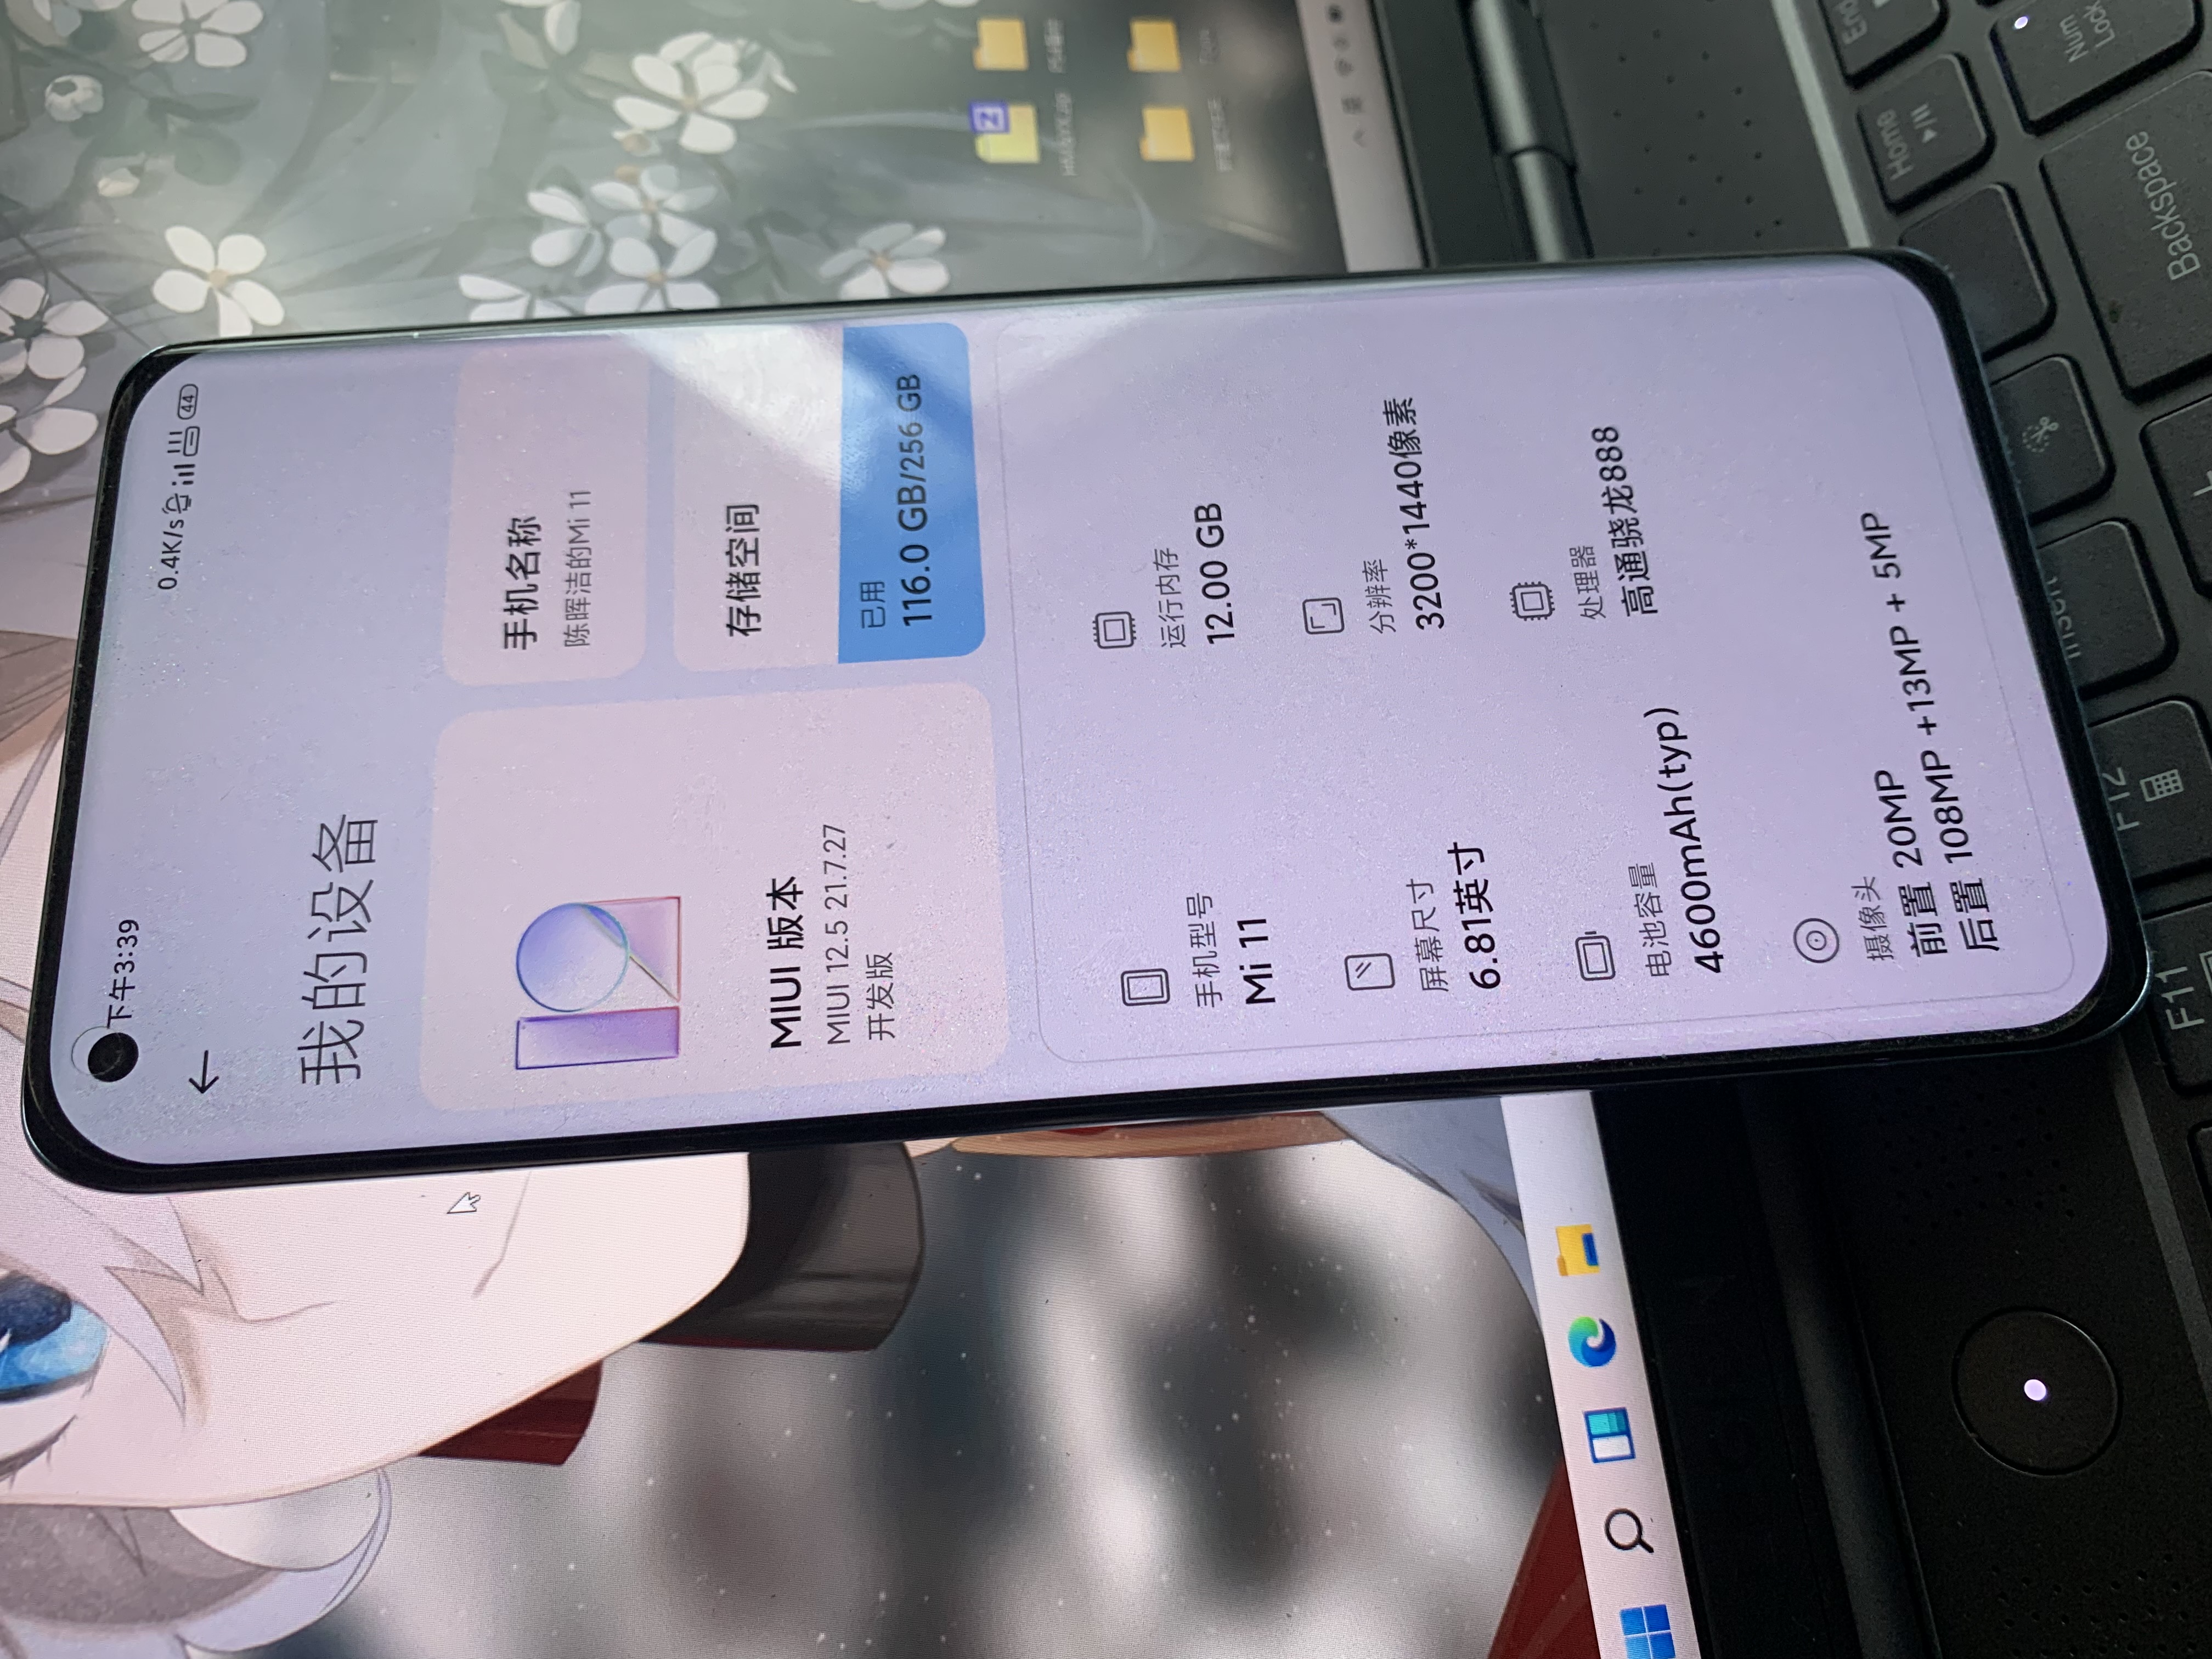 下午3:39
0.4K/s
44
我的设备
手机名称
陈晖洁的Mi 11
存储空间
已用
116.0 GB/256 GB
MIUI 版本
MIUI 12.5 21.7.27
开发版
手机型号
Mi 11
运行内存
12.00 GB
屏幕尺寸
6.81英寸
分辨率
3200*1440像素
电池容量
4600mAh(typ)
处理器
高通骁龙888
摄像头
前置 20MP
后置 108MP +13MP + 5MP
Home
End
Insert
Num
Lock
F12
F11
Backspace